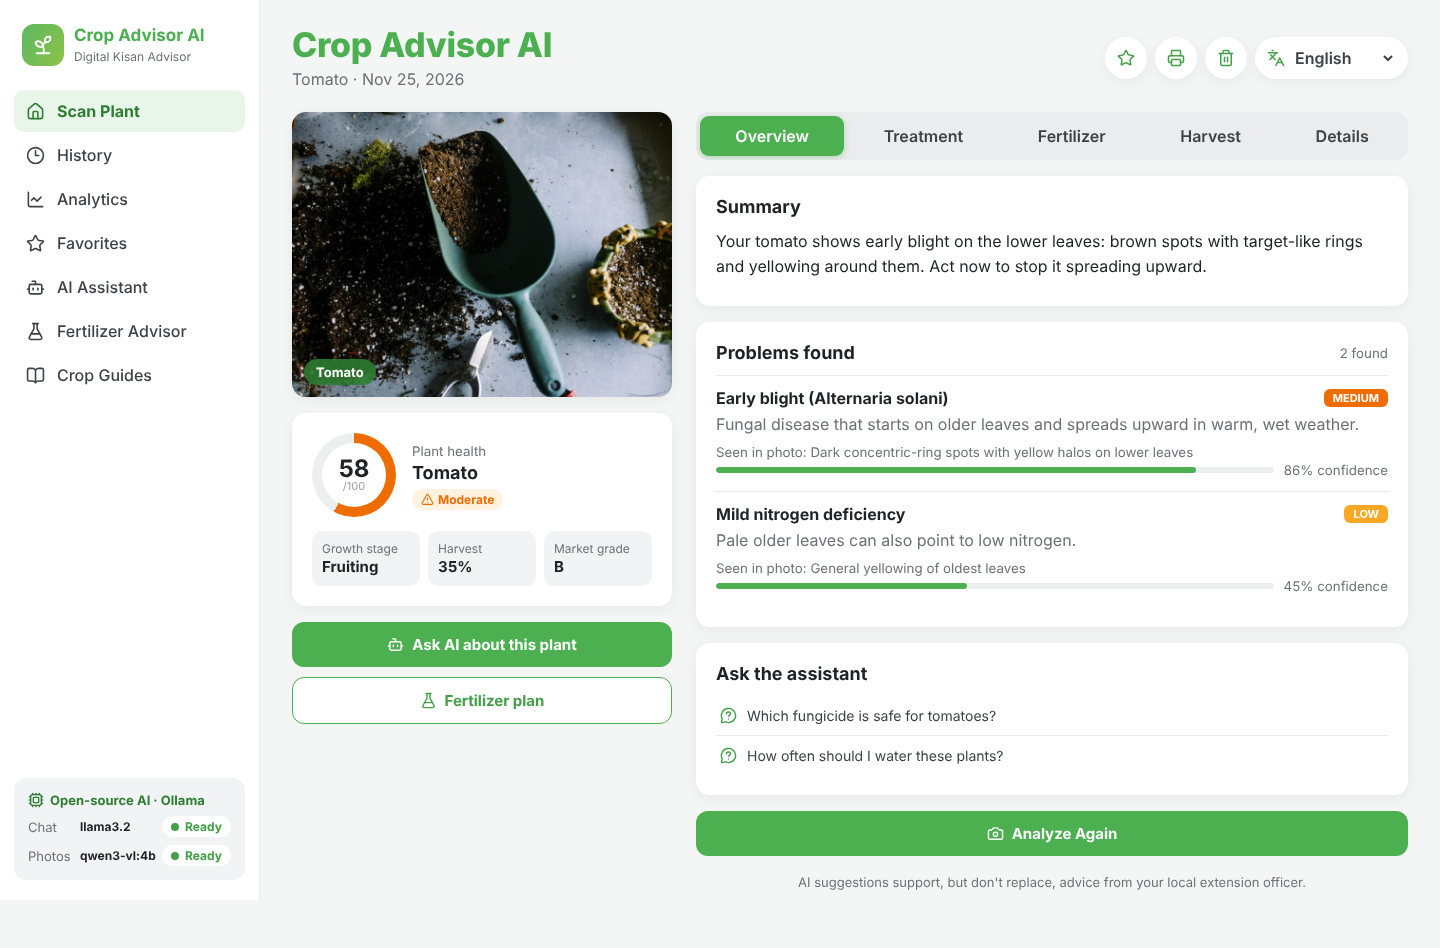 Crop Advisor AI
Digital Kisan Advisor
Scan Plant
History
Analytics
Favorites
AI Assistant
Fertilizer Advisor
Crop Guides
Open-source AI · Ollama
Chat llama3.2 Ready
Photos qwen3-vl:4b Ready
Crop Advisor AI
Tomato · Nov 25, 2026
English
Tomato
58
/100
Plant health
Tomato
Moderate
Growth stage
Fruiting
Harvest
35%
Market grade
B
Ask AI about this plant
Fertilizer plan
Overview
Treatment
Fertilizer
Harvest
Details
Summary
Your tomato shows early blight on the lower leaves: brown spots with target-like rings
and yellowing around them. Act now to stop it spreading upward.
Problems found
2 found
Early blight (Alternaria solani)
MEDIUM
Fungal disease that starts on older leaves and spreads upward in warm, wet weather.
Seen in photo: Dark concentric-ring spots with yellow halos on lower leaves
86% confidence
Mild nitrogen deficiency
LOW
Pale older leaves can also point to low nitrogen.
Seen in photo: General yellowing of oldest leaves
45% confidence
Ask the assistant
Which fungicide is safe for tomatoes?
How often should I water these plants?
Analyze Again
AI suggestions support, but don't replace, advice from your local extension officer.